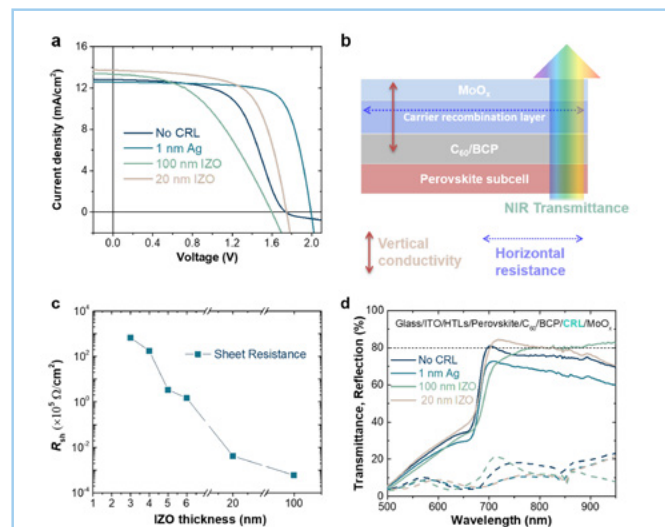 a
Current density (mA/cm²)
16
12
8
4
0
No CRL
1 nm Ag
100 nm IZO
20 nm IZO
0.0 0.4 0.8 1.2 1.6 2.0
Voltage (V)
b
MoOx
Carrier recombination layer
C60/BCP
Perovskite subcell
NIR Transmittance
Vertical
conductivity
Horizontal
resistance
c
Rsh (×10⁵ Ω/cm²)
10⁴
10²
10⁰
10⁻²
10⁻⁴
Sheet Resistance
1 2 3 4 5 6 20 100
IZO thickness (nm)
d
Transmittance, Reflection (%)
100
80
60
40
20
0
Glass/ITO/HTLs/Perovskite/C60/BCP/CRL/MoOx
No CRL
1 nm Ag
100 nm IZO
20 nm IZO
500 600 700 800 900
Wavelength (nm)